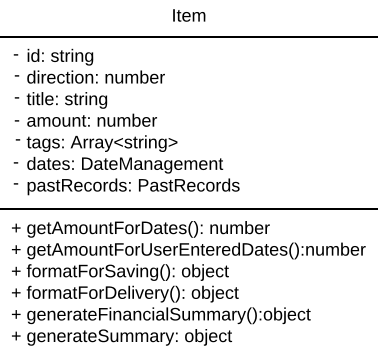 Item
- id: string
- direction: number
- title: string
- amount: number
- tags: Array<string>
- dates: DateManagement
- pastRecords: PastRecords
+ getAmountForDates(): number
+ getAmountForUserEnteredDates():number
+ formatForSaving(): object
+ formatForDelivery(): object
+ generateFinancialSummary():object
+ generateSummary: object